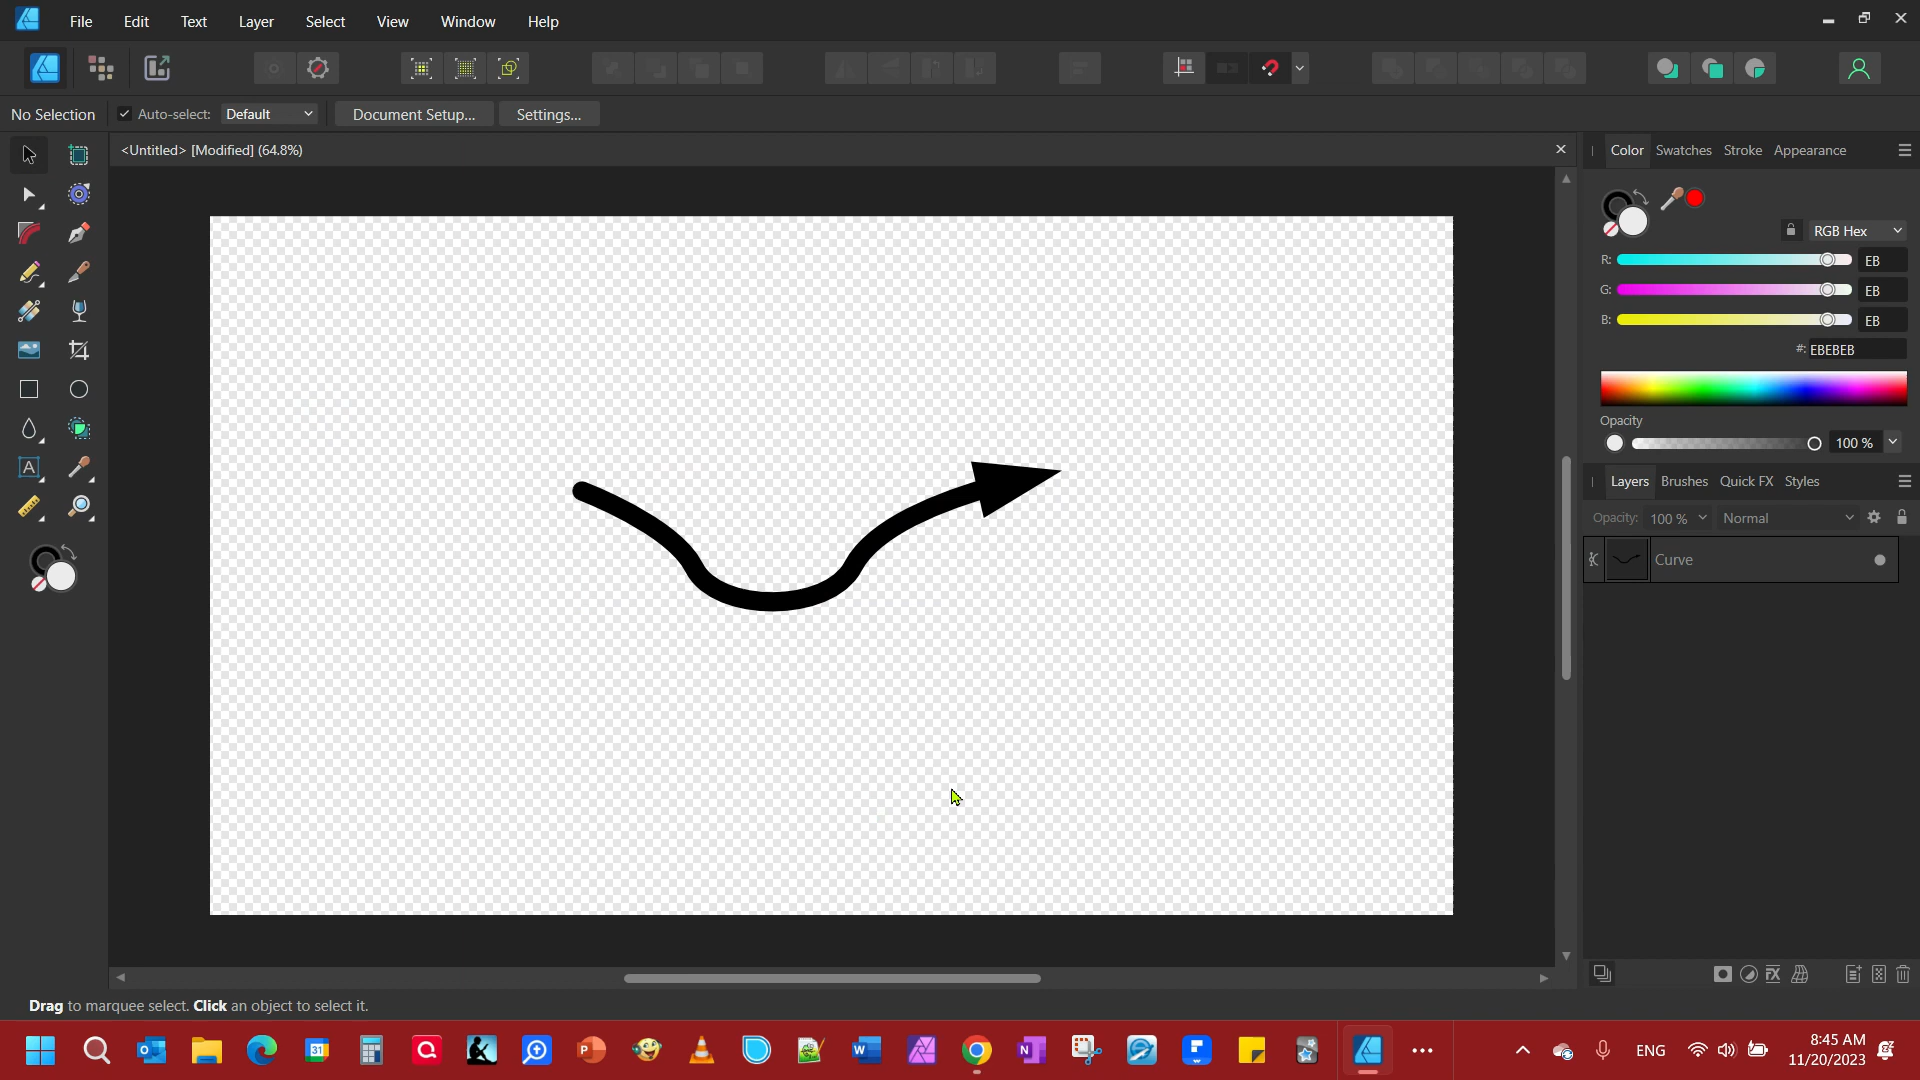 File Edit Text Layer Select View Window Help
No Selection Auto-select: Default Document Setup... Settings...
<Untitled> [Modified] (64.8%)
Color Swatches Stroke Appearance
RGB Hex
R: EB
G: EB
B: EB
#: EBEBEB
Opacity
100 %
Layers Brushes Quick FX Styles
Opacity: 100 % Normal
Curve
Drag to marquee select. Click an object to select it.
ENG
8:45 AM
11/20/2023